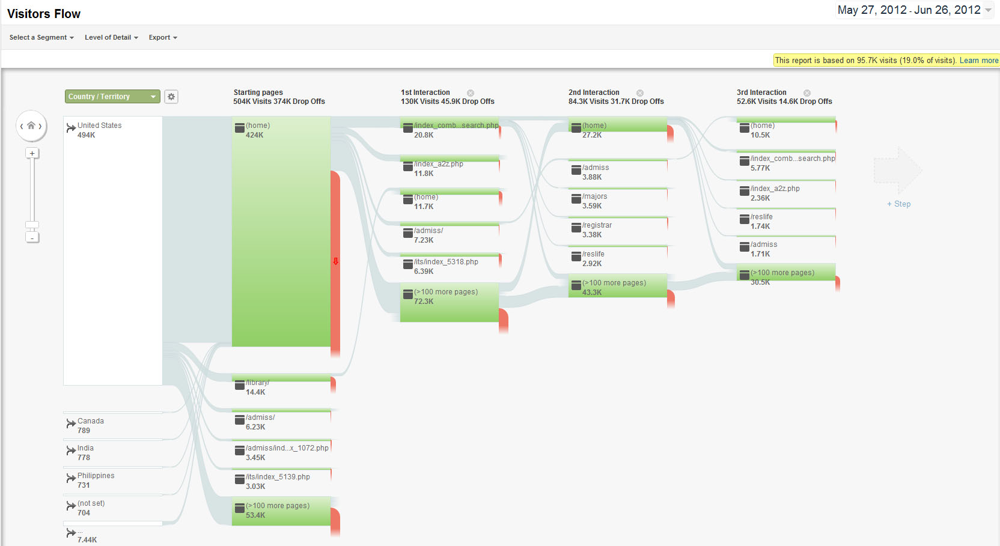 Visitors Flow
May 27, 2012 - Jun 26, 2012
Select a Segment
Level of Detail
Export
This report is based on 95.7K visits (19.0% of visits). Learn more
Country / Territory
United States
494K
Canada
789
India
778
Philippines
731
(not set)
704
...
7.44K
+
-
Starting pages
504K Visits 374K Drop Offs
(home)
424K
/library/
14.4K
/admiss/
6.23K
/admiss/ind...x_1072.php
3.45K
/its/index_5139.php
3.03K
(>100 more pages)
53.4K
1st Interaction
130K Visits 45.9K Drop Offs
/index_comb...search.php
20.8K
/index_a2z.php
11.8K
(home)
11.7K
/admiss/
7.23K
/its/index_5318.php
6.39K
(>100 more pages)
72.3K
2nd Interaction
84.3K Visits 31.7K Drop Offs
(home)
27.2K
/admiss
3.88K
/majors
3.59K
/registrar
3.38K
/reslife
2.92K
(>100 more pages)
43.3K
3rd Interaction
52.6K Visits 14.6K Drop Offs
(home)
10.5K
/index_comb...search.php
5.77K
/index_a2z.php
2.36K
/reslife
1.74K
/admiss
1.71K
(>100 more pages)
30.5K
+ Step